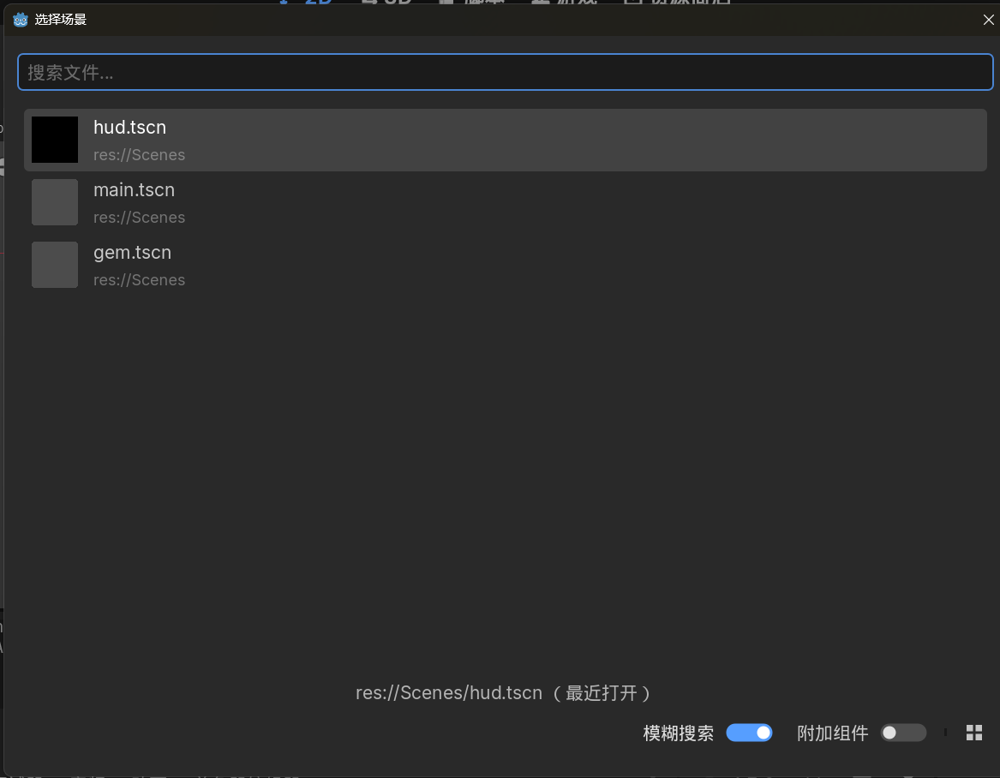 2D
选择场景
搜索文件...
hud.tscn
res://Scenes
main.tscn
res://Scenes
gem.tscn
res://Scenes
res://Scenes/hud.tscn（最近打开）
模糊搜索 附加组件